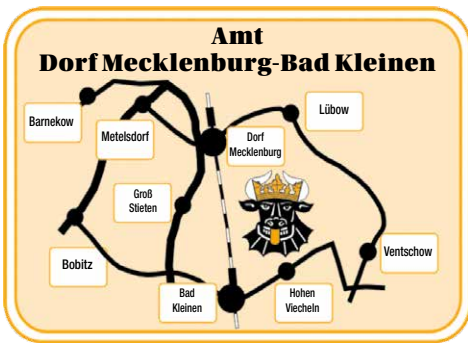 Amt
Dorf Mecklenburg-Bad Kleinen
Barnekow
Metelsdorf
Dorf
Mecklenburg
Lübow
Groß
Stieten
Bobitz
Ventschow
Bad
Kleinen
Hohen
Viecheln